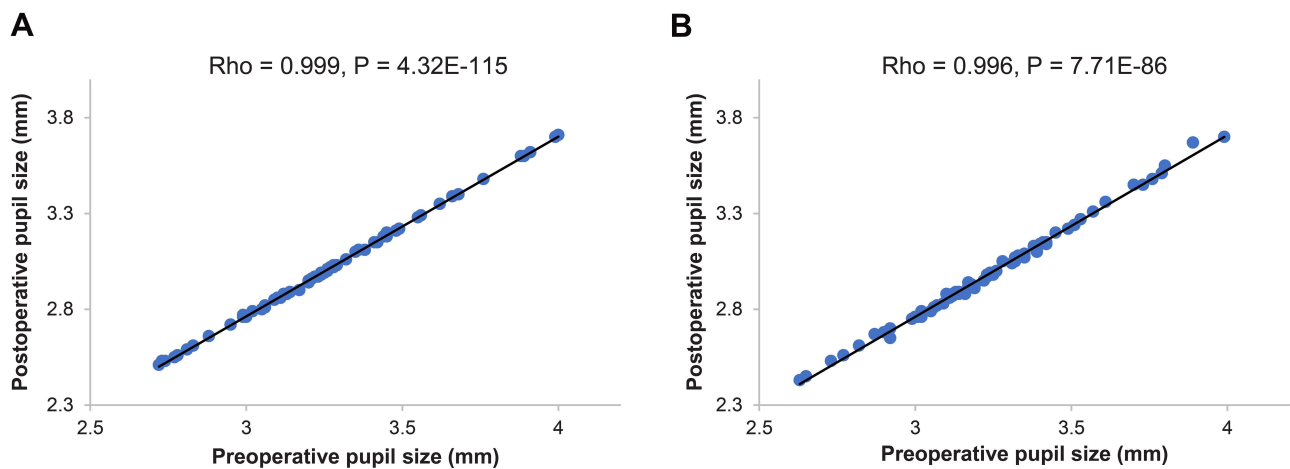 A
Rho = 0.999, P = 4.32E-115
Postoperative pupil size (mm)
3.8
3.3
2.8
2.3
2.5
3
3.5
4
Preoperative pupil size (mm)
B
Rho = 0.996, P = 7.71E-86
Postoperative pupil size (mm)
3.8
3.3
2.8
2.3
2.5
3
3.5
4
Preoperative pupil size (mm)